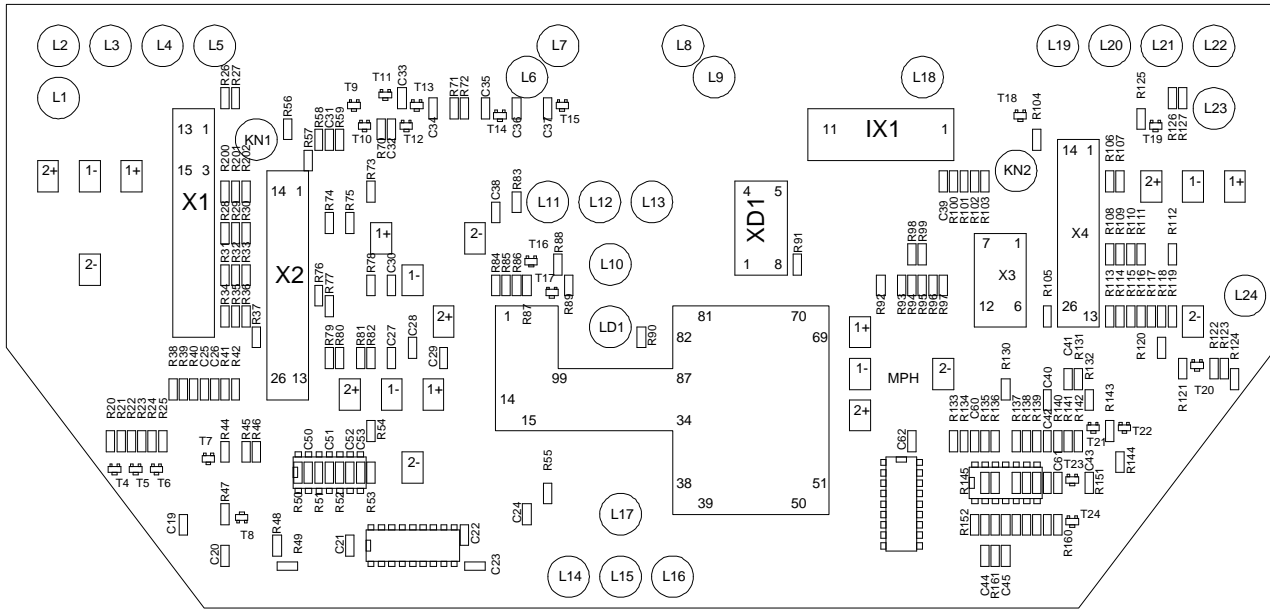 L2 L3 L4 L5 L7 L8 L19 L20 L21 L22
L1 L6 L9 L18 L23
R26 R27 T9 T11 C33 T13 R71 R72 C35 T18 R104 R125
C34 T14 C36 C37 T15 R126 R127
R56 R58 C31 R59 T10 R70 C32 T12 T19
13 1 KN1 R57 11 IX1 1 14 1 R106 R107
R200 R201 R202
2+ 1- 1+ 15 3 KN2 2+ 1- 1+
X1 14 1 R73 C38 R83 4 5 C39 R100 R101 R102 R103
R28 R29 R30 R74 R75 L11 L12 L13 XD1 X4 R108 R109 R110 R111 R112
1+ 2- R98 R99 7 1
2- R31 R32 R33 X2 R76 R77 R78 C30 1- T16 R88 L10 1 8 R91 X3
R84 R85 R86 R87 T17 R89 R92 R93 R94 R95 R96 R97 R105 R113 R114 R115 R116 R117 R118 R119 L24
R34 R35 R36 12 6 26 13
R37 2+ 1 LD1 R90 81 70 1+ 2-
82 69
R79 R80 R81 R82 C27 C28 C29 R120 R122 R123 R124
R38 R39 R40 C25 C26 R41 R42 26 13 99 87 1- MPH 2- R130 C41 R131 R132 R121 T20
2+ 1- 1+ 14 C40
R20 R21 R22 R23 R24 R25 15 34 2+ R133 R134 C60 R135 R136 R137 R138 R139 C42 R140 R141 R142 R143
T7 R44 R45 R46 C50 C51 C52 C53 R54 C62 T21 T22
T4 T5 T6 2- R145 C61 T23 C43 R151 R144
R47 R50 R51 R52 R53 R55 38 51
39 50
C19 T8 C24 L17 R152 T24
C20 R48 R49 C21 C22 C23 R160
L14 L15 L16 C44 R161 C45